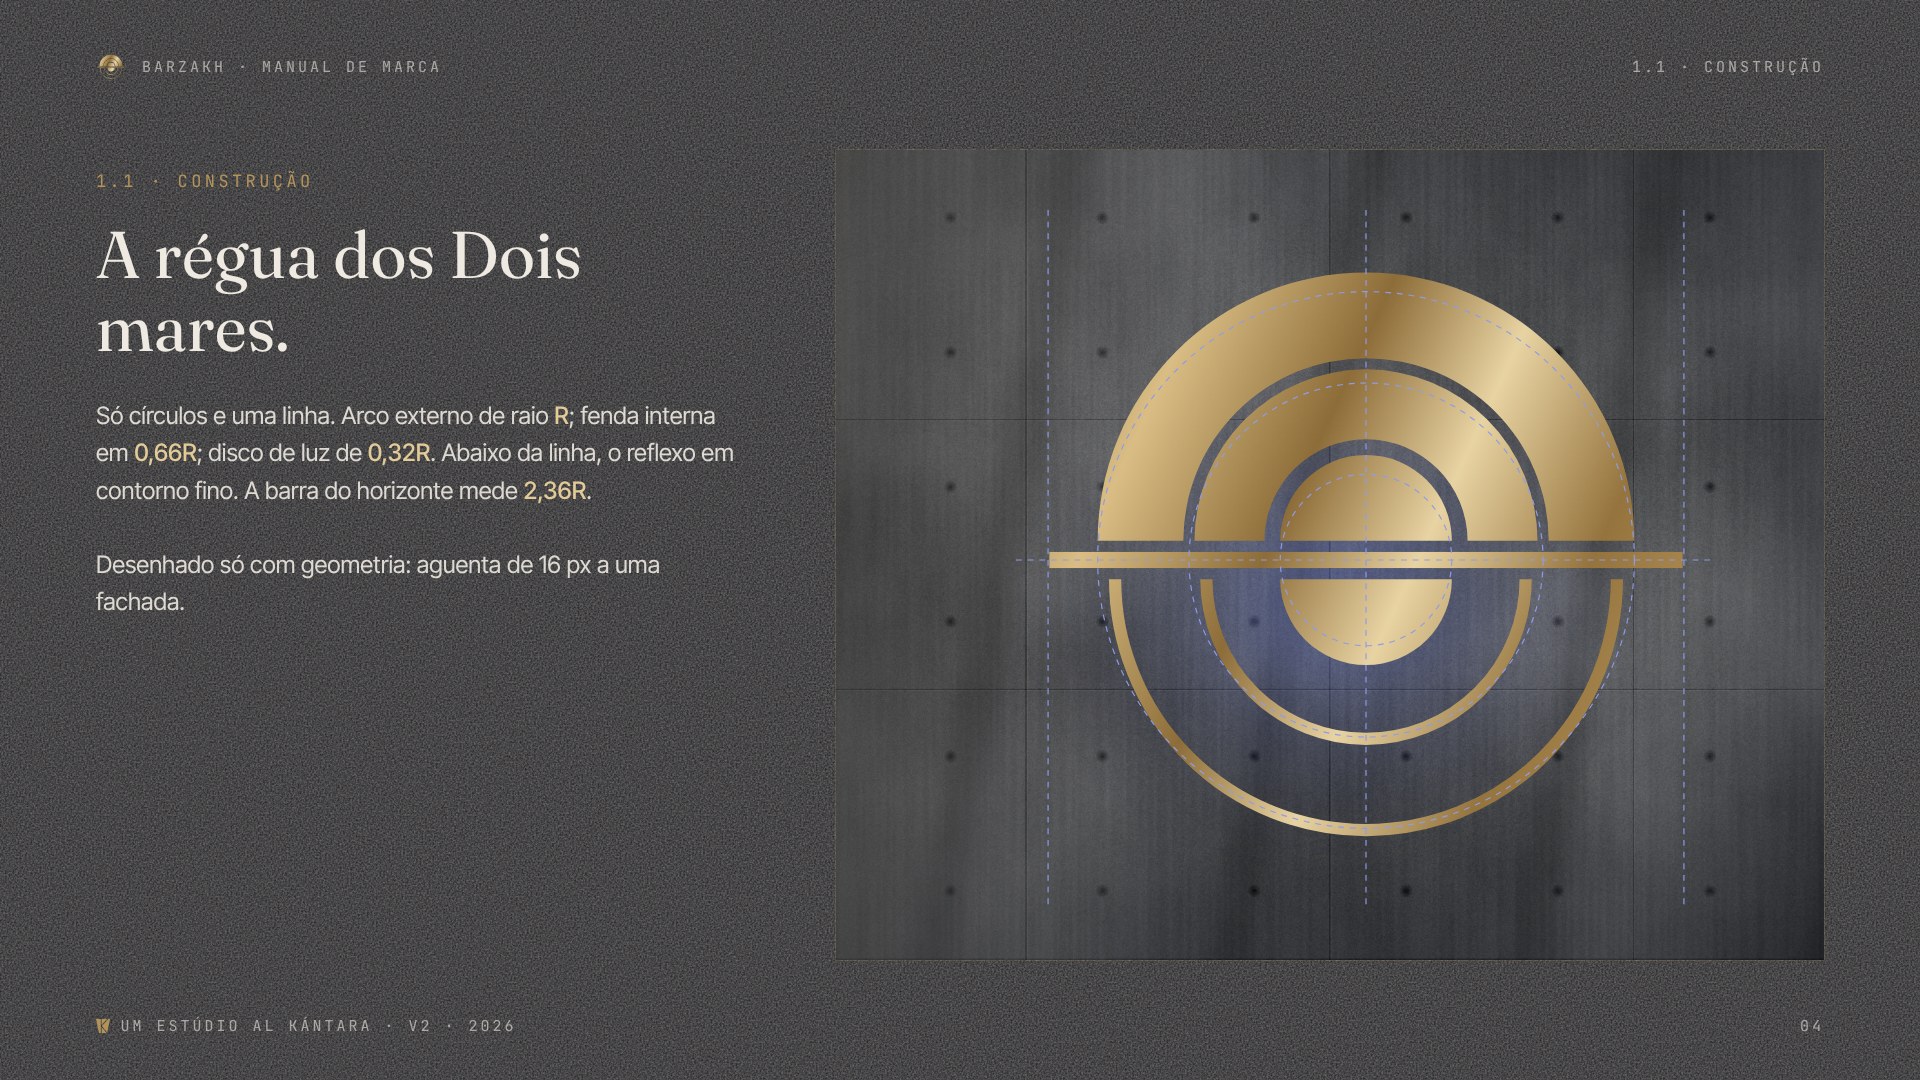 BARZAKH · MANUAL DE MARCA
1.1 · CONSTRUÇÃO
1.1 · CONSTRUÇÃO
A régua dos Dois
mares.
Só círculos e uma linha. Arco externo de raio R; fenda interna
em 0,66R; disco de luz de 0,32R. Abaixo da linha, o reflexo em
contorno fino. A barra do horizonte mede 2,36R.
Desenhado só com geometria: aguenta de 16 px a uma
fachada.
K UM ESTÚDIO AL KÁNTARA · V2 · 2026
04